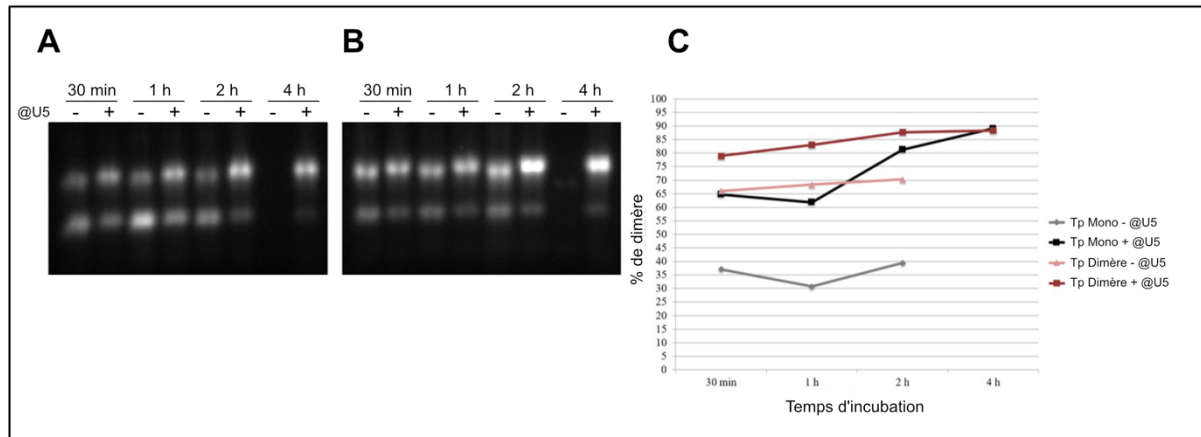 A
30 min 1 h 2 h 4 h
@U5 - + - + - + - +
B
30 min 1 h 2 h 4 h
- + - + - + - +
C
% de dimère
100
95
90
85
80
75
70
65
60
55
50
45
40
35
30
25
20
15
10
5
0
30 min 1 h 2 h 4 h
Temps d'incubation
Tp Mono - @U5
Tp Mono + @U5
Tp Dimère - @U5
Tp Dimère + @U5